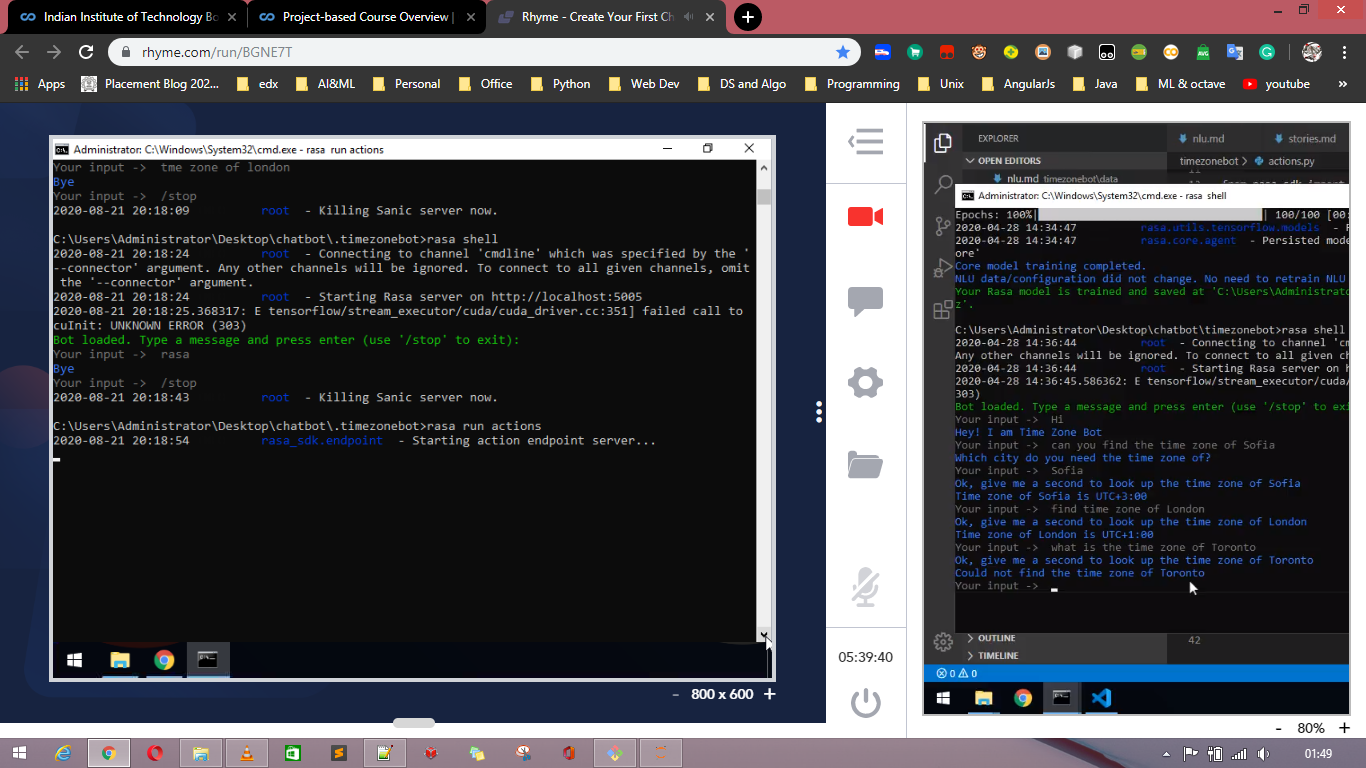 Indian Institute of Technology Bo
Project-based Course Overview |
Rhyme - Create Your First Ch
rhyme.com/run/BGNE7T
Apps
Placement Blog 202...
edx
AI&ML
Personal
Office
Python
Web Dev
DS and Algo
Programming
Unix
AngularJs
Java
ML & octave
youtube
»
Administrator: C:\Windows\System32\cmd.exe - rasa run actions
Your input -> tme zone of london
Bye
Your input -> /stop
2020-08-21 20:18:09 root - Killing Sanic server now.
C:\Users\Administrator\Desktop\chatbot\.timezonebot>rasa shell
2020-08-21 20:18:24 root - Connecting to channel 'cmdline' which was specified by the '
--connector' argument. Any other channels will be ignored. To connect to all given channels, omit
the '--connector' argument.
2020-08-21 20:18:24 root - Starting Rasa server on http://localhost:5005
2020-08-21 20:18:25.368317: E tensorflow/stream_executor/cuda/cuda_driver.cc:351] failed call to
cuInit: UNKNOWN ERROR (303)
Bot loaded. Type a message and press enter (use '/stop' to exit):
Your input -> rasa
Bye
Your input -> /stop
2020-08-21 20:18:43 root - Killing Sanic server now.
C:\Users\Administrator\Desktop\chatbot\.timezonebot>rasa run actions
2020-08-21 20:18:54 rasa_sdk.endpoint - Starting action endpoint server...
- 800 x 600 +
05:39:40
EXPLORER
nlu.md
stories.md
OPEN EDITORS
timezonebot > actions.py
nlu.md timezonebot\data
Administrator: C:\Windows\System32\cmd.exe - rasa shell
Epochs: 100%| | 100/100 [00:
2020-04-28 14:34:47 rasa.utils.tensorflow.models - F
2020-04-28 14:34:47 rasa.core.agent - Persisted mode
ore'
Core model training completed.
NLU data/configuration did not change. No need to retrain NLU
Your Rasa model is trained and saved at 'C:\Users\Administrato
z'.
C:\Users\Administrator\Desktop\chatbot\timezonebot>rasa shell
2020-04-28 14:36:44 root - Connecting to channel 'cm
Any other channels will be ignored. To connect to all given ch
2020-04-28 14:36:44 root - Starting Rasa server on h
2020-04-28 14:36:45.586362: E tensorflow/stream_executor/cuda/
303)
Bot loaded. Type a message and press enter (use '/stop' to exi
Your input -> Hi
Hey! I am Time Zone Bot
Your input -> can you find the time zone of Sofia
Which city do you need the time zone of?
Your input -> Sofia
Ok, give me a second to look up the time zone of Sofia
Time zone of Sofia is UTC+3:00
Your input -> find time zone of London
Ok, give me a second to look up the time zone of London
Time zone of London is UTC+1:00
Your input -> what is the time zone of Toronto
Ok, give me a second to look up the time zone of Toronto
Could not find the time zone of Toronto
Your input ->
OUTLINE
42
TIMELINE
0 0
- 80% +
01:49